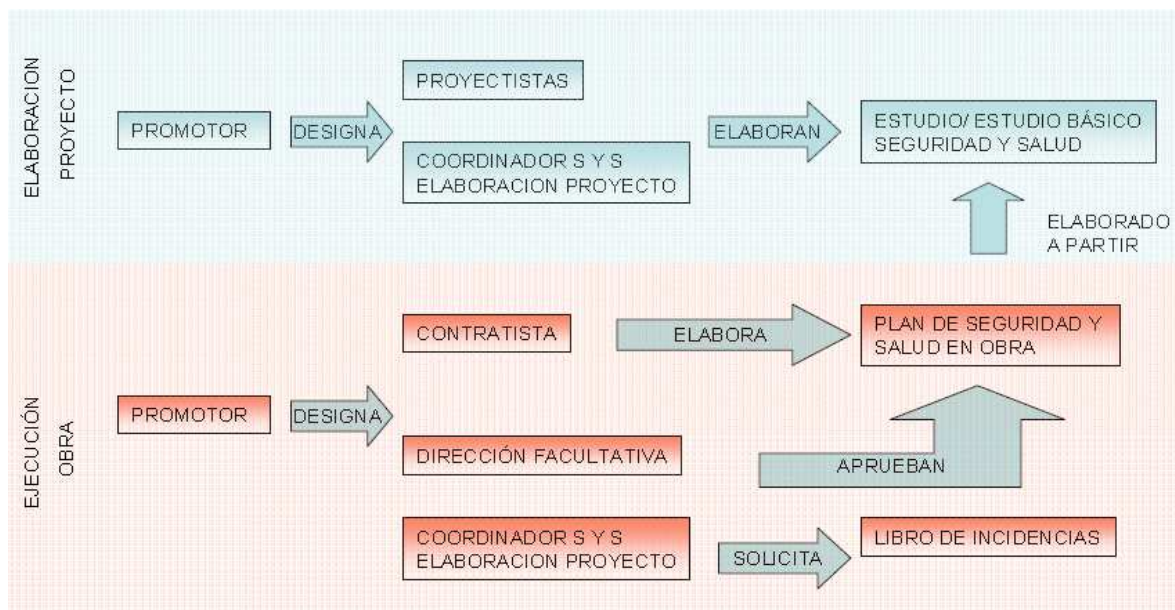 ELABORACION
PROYECTO
PROMOTOR
DESIGNA
PROYECTISTAS
COORDINADOR S Y S
ELABORACION PROYECTO
ELABORAN
ESTUDIO/ ESTUDIO BÁSICO
SEGURIDAD Y SALUD
ELABORADO
A PARTIR
EJECUCIÓN
OBRA
PROMOTOR
DESIGNA
CONTRATISTA
ELABORA
PLAN DE SEGURIDAD Y
SALUD EN OBRA
DIRECCIÓN FACULTATIVA
APRUEBAN
COORDINADOR S Y S
ELABORACION PROYECTO
SOLICITA
LIBRO DE INCIDENCIAS